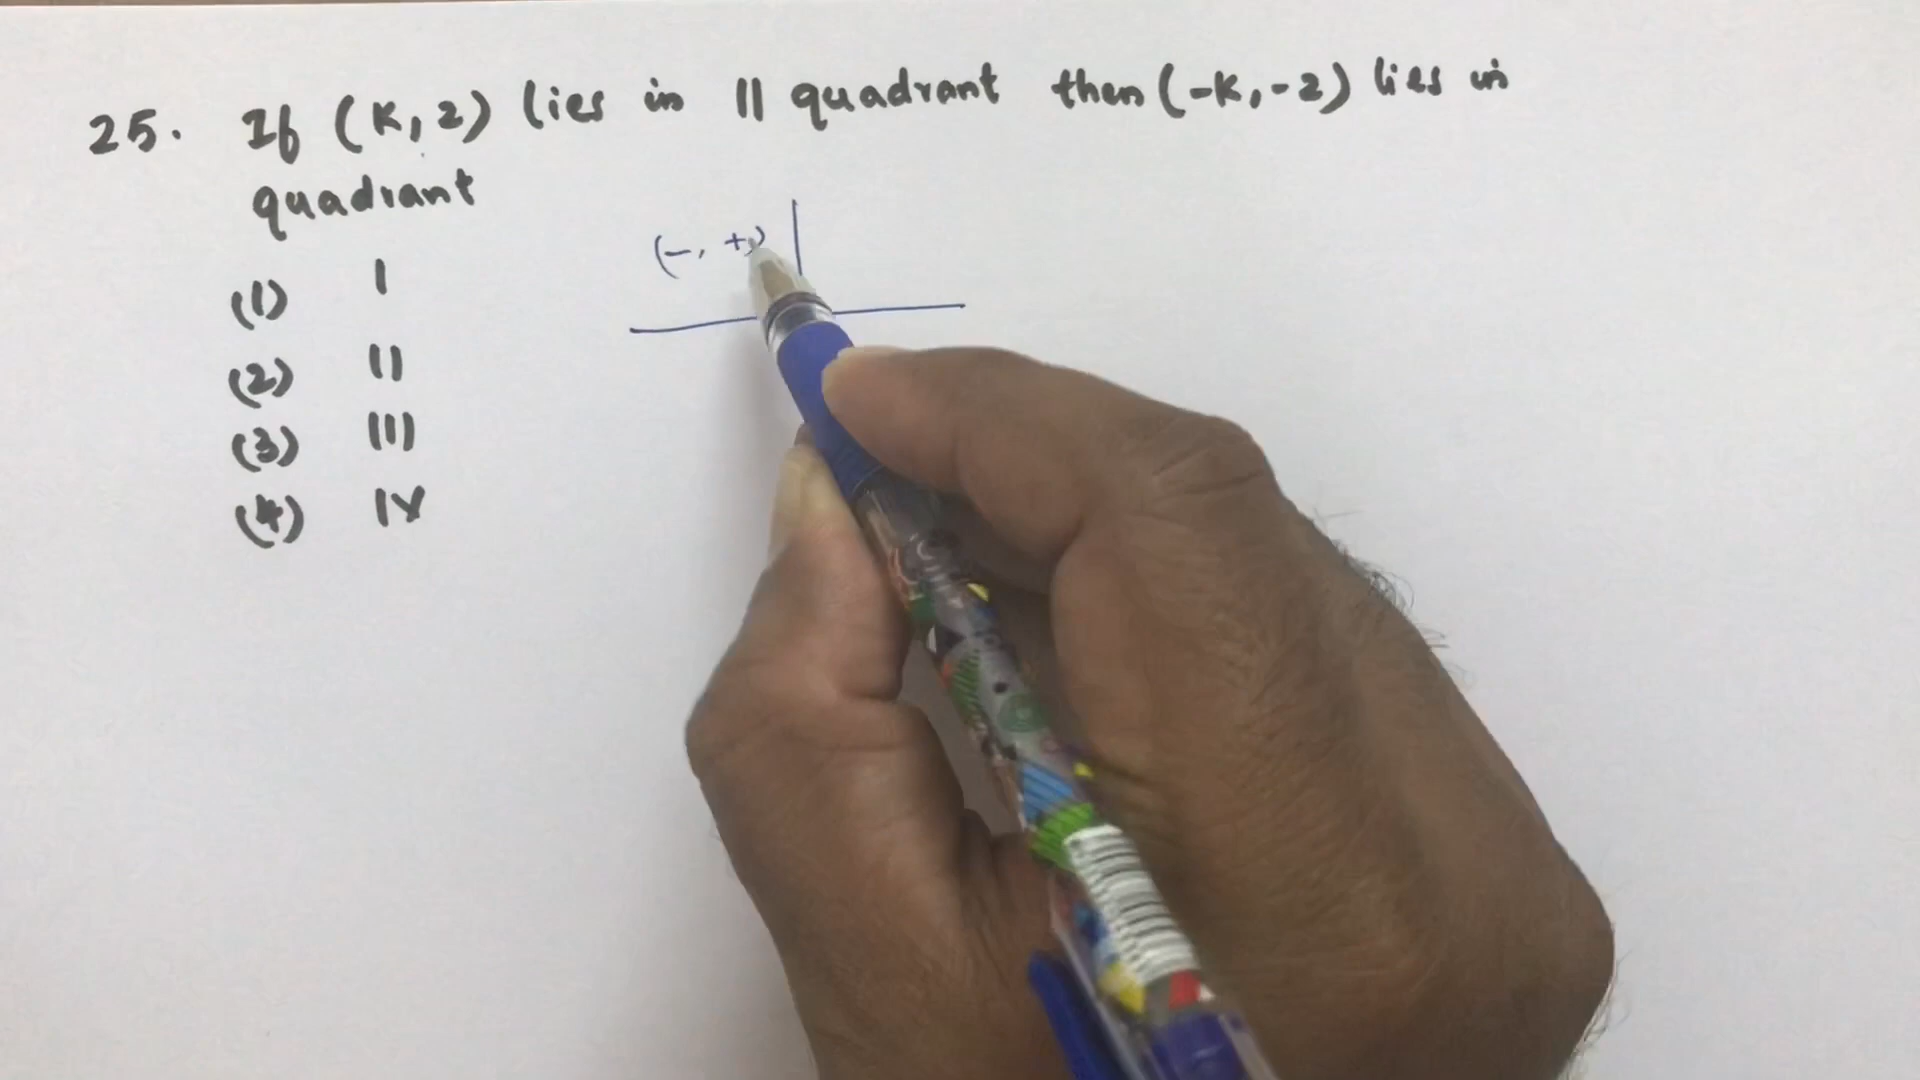 25. If (K, 2) lies in II quadrant then (-K, -2) lies in
quadrant
(-, +)
(1) I
(2) II
(3) III
(4) IV